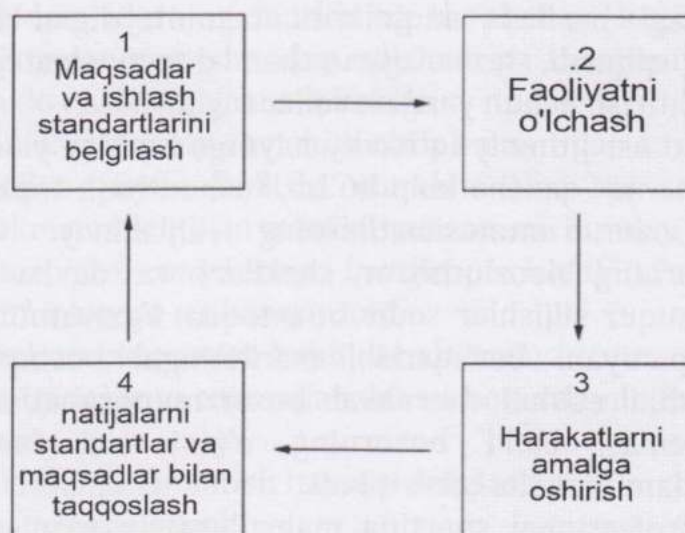 1
Maqsadlar
va ishlash
standartlarini
belgilash
2
Faoliyatni
o'lchash
3
Harakatlarni
amalga
oshirish
4
natijalarni
standartlar va
maqsadlar bilan
taqqoslash